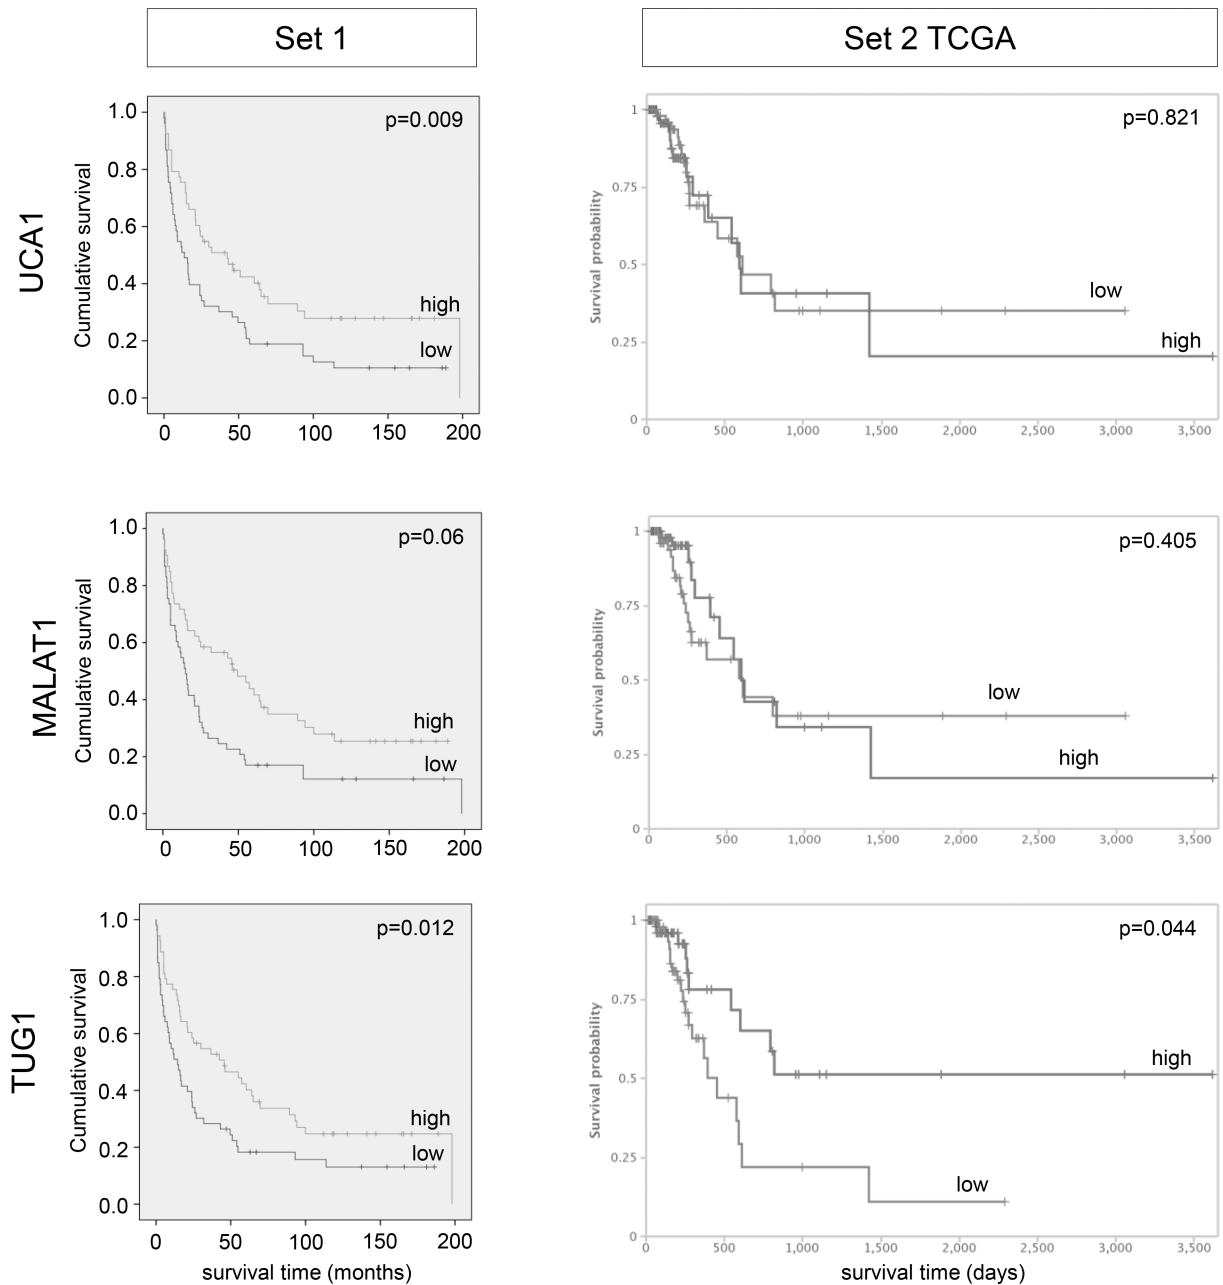 Set 1
Set 2 TCGA
UCA1
Cumulative survival
1.0
0.8
0.6
0.4
0.2
0.0
p=0.009
high
low
0 50 100 150 200
Survival probability
1
0.75
0.5
0.25
0
p=0.821
low
high
0 500 1,000 1,500 2,000 2,500 3,000 3,500
MALAT1
Cumulative survival
1.0
0.8
0.6
0.4
0.2
0.0
p=0.06
high
low
0 50 100 150 200
Survival probability
1
0.75
0.5
0.25
0
p=0.405
low
high
0 500 1,000 1,500 2,000 2,500 3,000 3,500
TUG1
Cumulative survival
1.0
0.8
0.6
0.4
0.2
0.0
p=0.012
high
low
0 50 100 150 200
survival time (months)
Survival probability
1
0.75
0.5
0.25
0
p=0.044
high
low
0 500 1,000 1,500 2,000 2,500 3,000 3,500
survival time (days)